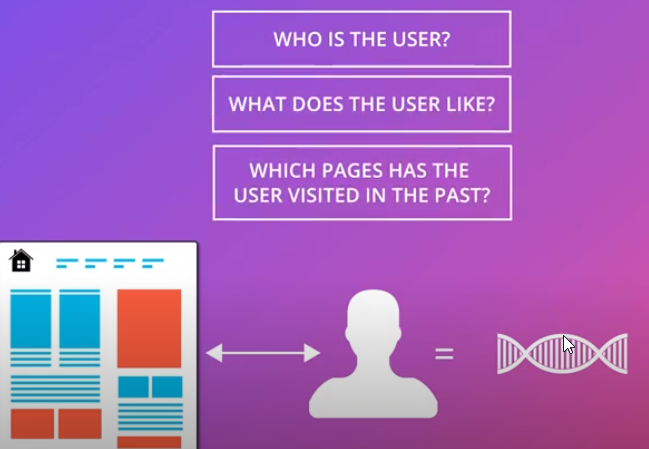 WHO IS THE USER?
WHAT DOES THE USER LIKE?
WHICH PAGES HAS THE
USER VISITED IN THE PAST?
=